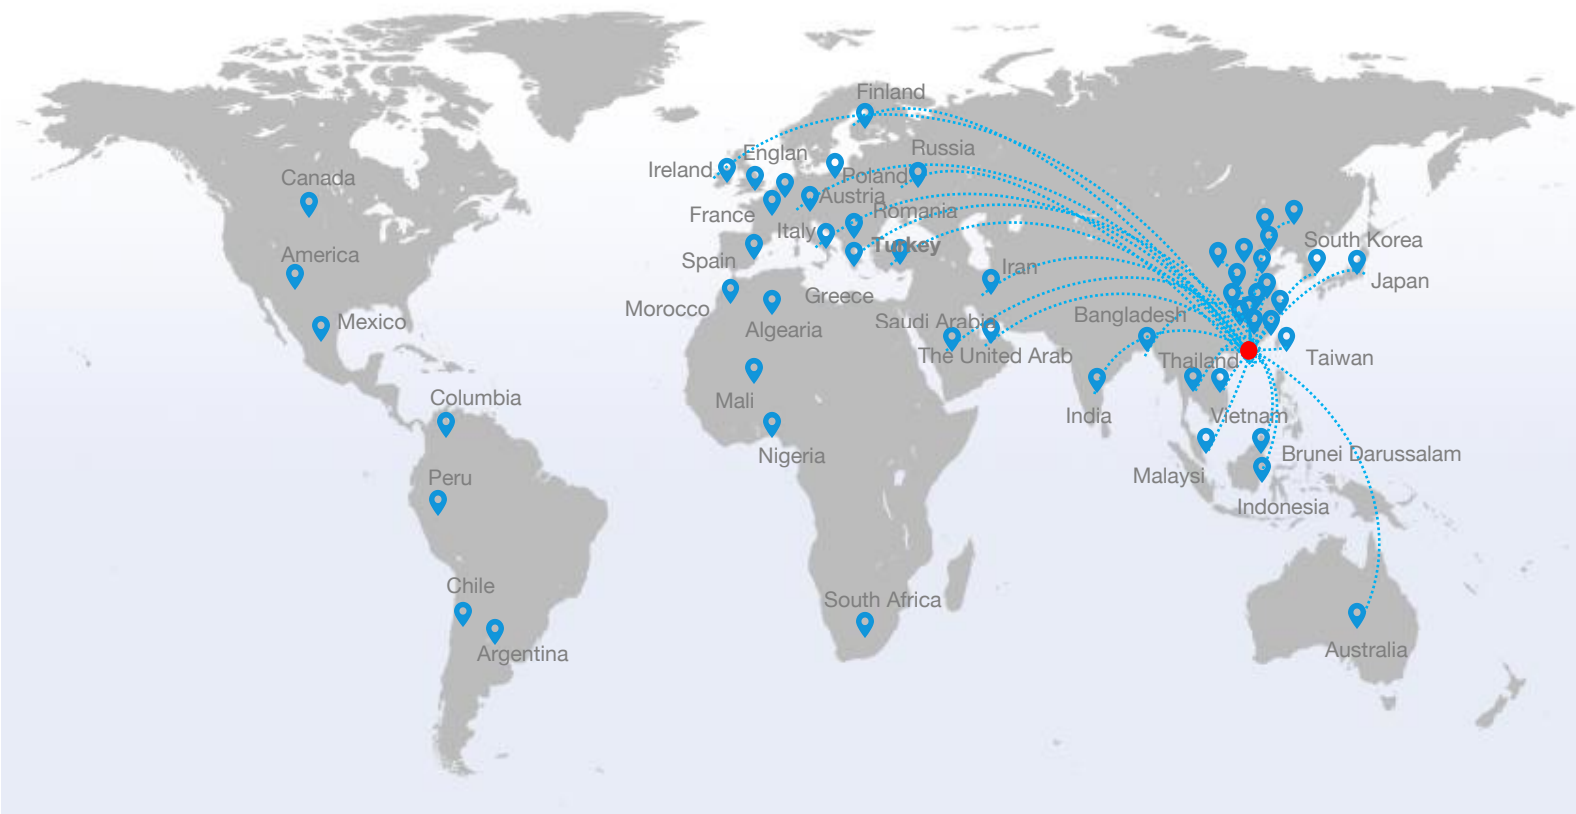 Finland
Englan
Russia
Ireland
Poland
Canada
Austria
France
Romania
Italy
South Korea
Turkey
America
Spain
Iran
Japan
Greece
Morocco
Bangladesh
Mexico
Saudi Arabia
Algearia
The United Arab
Taiwan
Thailand
Mali
Columbia
India
Vietnam
Nigeria
Brunei Darussalam
Malaysi
Peru
Indonesia
Chile
South Africa
Argentina
Australia